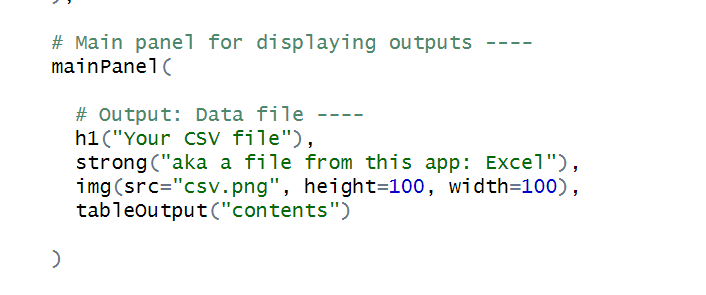 ),
# Main panel for displaying outputs ----
mainPanel(
# Output: Data file ----
h1("Your CSV file"),
strong("aka a file from this app: Excel"),
img(src="csv.png", height=100, width=100),
tableOutput("contents")
)